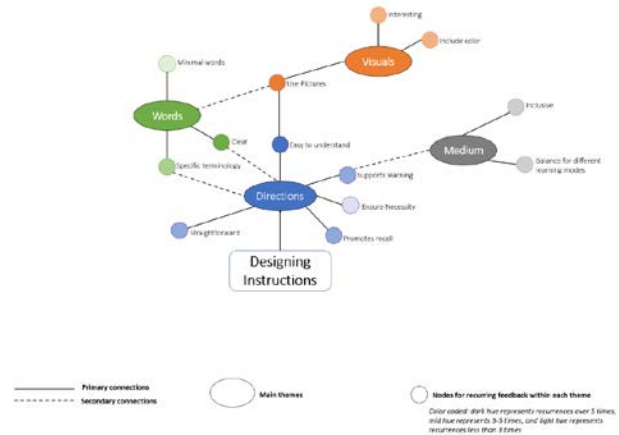 Interesting
Include color
Visuals
Minimal words
Use Pictures
Words
Inclusive
Clear
Easy to understand
Medium
Specific terminology
Balance for different
learning modes
Supports learning
Directions
Ensure Necessity
Straightforward
Promotes recall
Designing
Instructions
Primary connections
Secondary connections
Main themes
Nodes for recurring feedback within each theme
Color coded: dark hue represents recurrences over 5 times,
mid hue represents 3-5 times, and light hue represents
recurrences less than 3 times